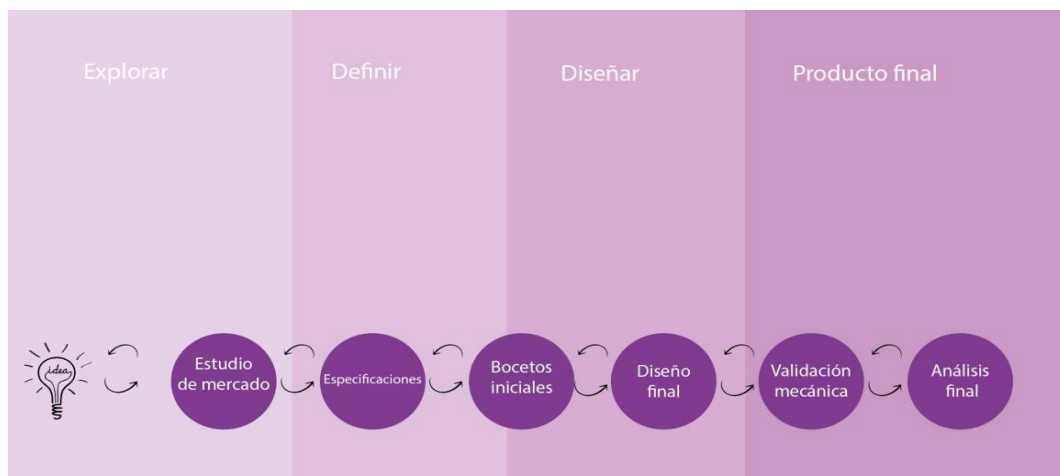 Explorar
Definir
Diseñar
Producto final
idea
Estudio
de mercado
Especificaciones
Bocetos
iniciales
Diseño
final
Validación
mecánica
Análisis
final